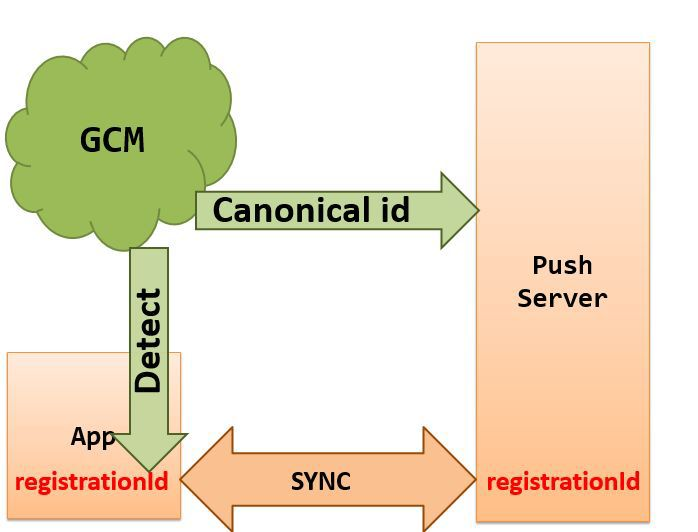 GCM
Canonical id
Push
Server
Detect
App
registrationId
SYNC
registrationId